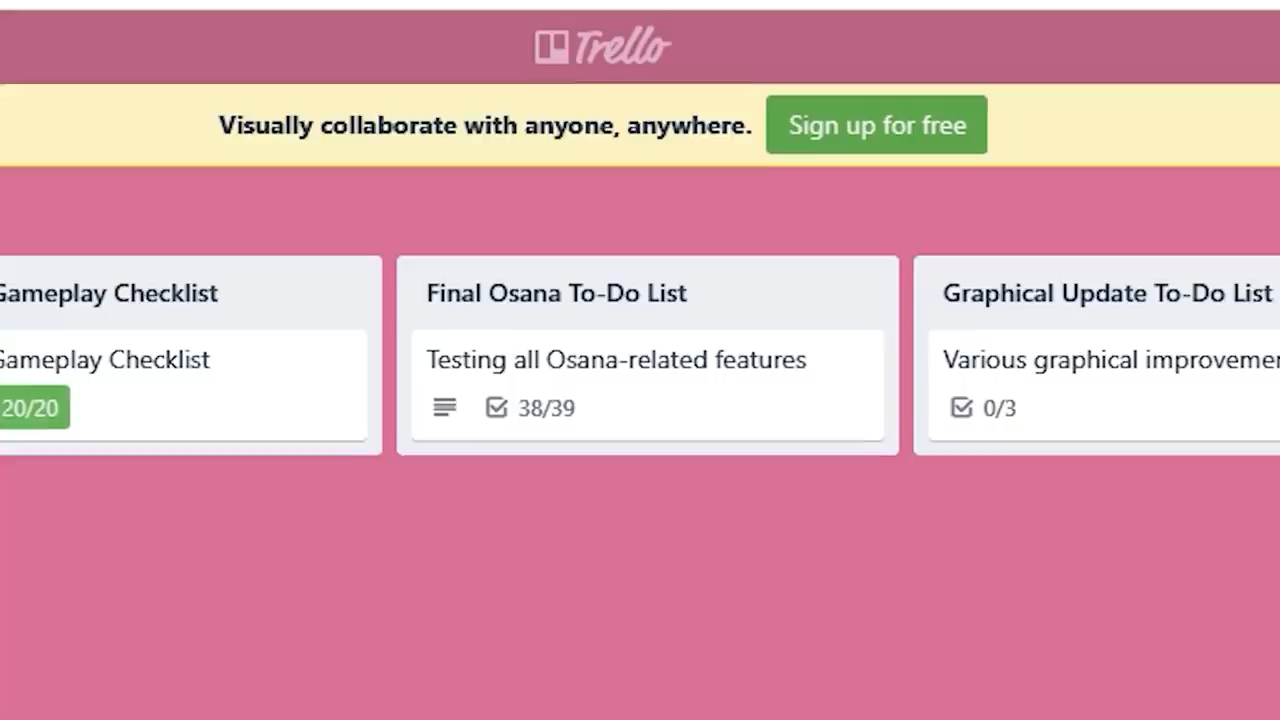 Trello
Visually collaborate with anyone, anywhere.
Sign up for free
Gameplay Checklist
Gameplay Checklist
20/20
Final Osana To-Do List
Testing all Osana-related features
38/39
Graphical Update To-Do List
Various graphical improvemen
0/3